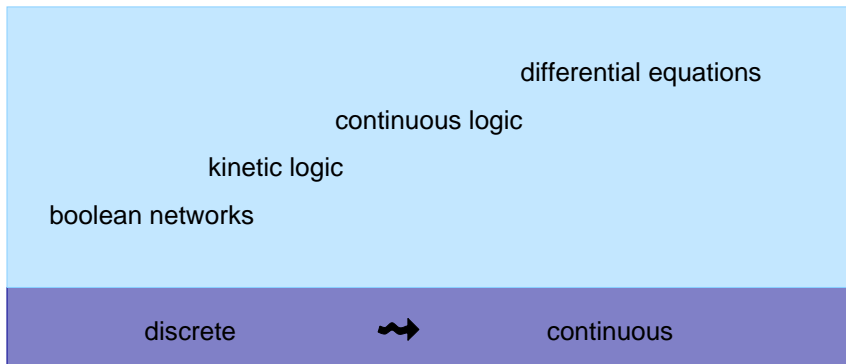 differential equations
continuous logic
kinetic logic
boolean networks
discrete ⇝ continuous